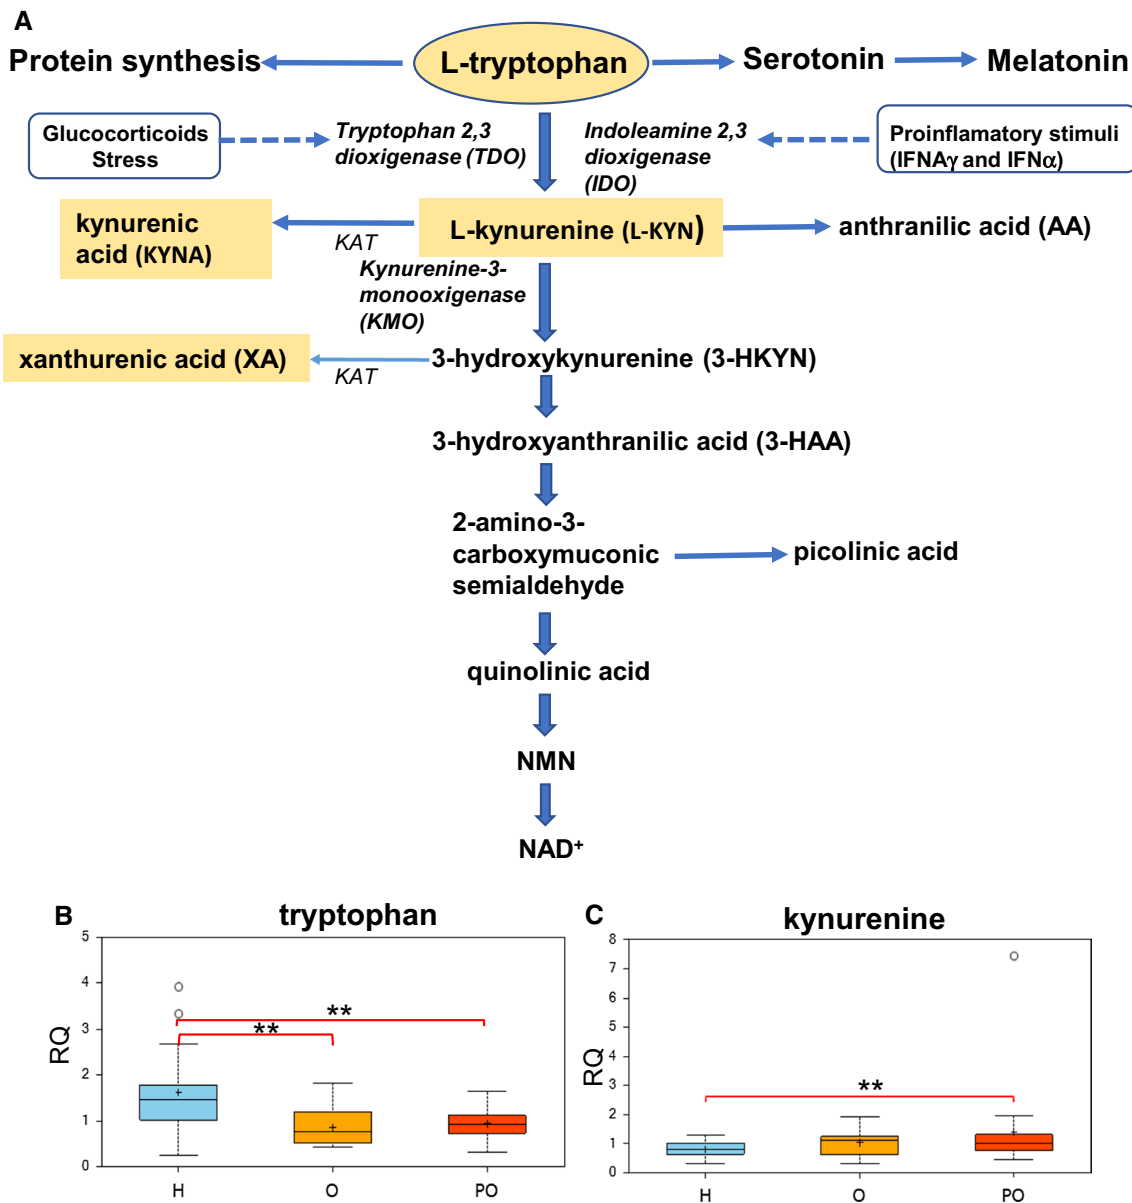 A
Protein synthesis
L-tryptophan
Serotonin
Melatonin
Glucocorticoids
Stress
Tryptophan 2,3
dioxigenase (TDO)
Indoleamine 2,3
dioxigenase
(IDO)
Proinflamatory stimuli
(IFNAγ and IFNα)
kynurenic
acid (KYNA)
KAT
L-kynurenine (L-KYN)
anthranilic acid (AA)
Kynurenine-3-
monooxigenase
(KMO)
xanthurenic acid (XA)
KAT
3-hydroxykynurenine (3-HKYN)
3-hydroxyanthranilic acid (3-HAA)
2-amino-3-
carboxymuconic
semialdehyde
picolinic acid
quinolinic acid
NMN
NAD⁺
B
tryptophan
RQ
5
4
3
2
1
0
**
**
H
O
PO
C
kynurenine
RQ
8
7
6
5
4
3
2
1
0
**
H
O
PO